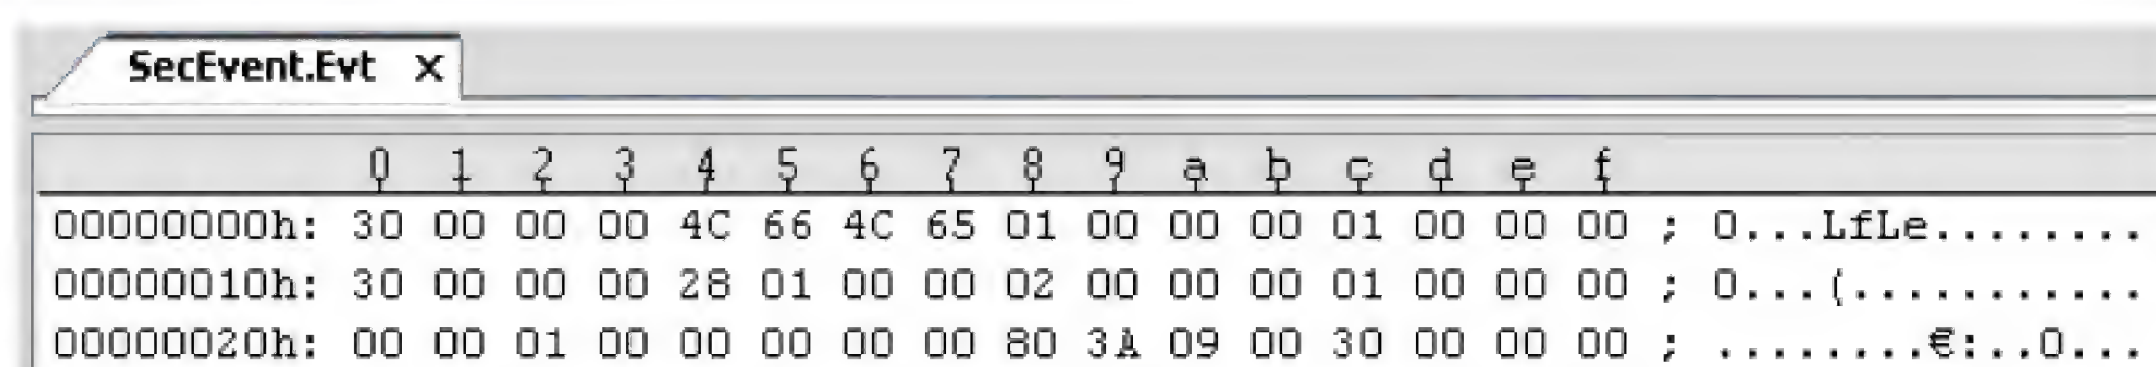 SecEvent.Evt X
0 1 2 3 4 5 6 7 8 9 a b c d e f
00000000h: 30 00 00 00 4C 66 4C 65 01 00 00 00 01 00 00 00 ; 0...LfLe........
00000010h: 30 00 00 00 28 01 00 00 02 00 00 00 01 00 00 00 ; 0...(...........
00000020h: 00 00 01 00 00 00 00 00 80 3A 09 00 30 00 00 00 ; ........€:..0...